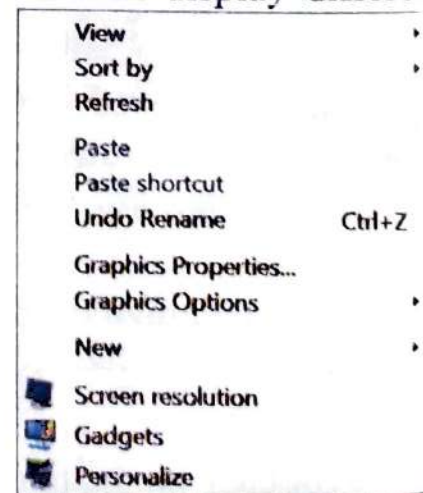 View
Sort by
Refresh
Paste
Paste shortcut
Undo Rename Ctrl+Z
Graphics Properties...
Graphics Options
New
Screen resolution
Gadgets
Personalize